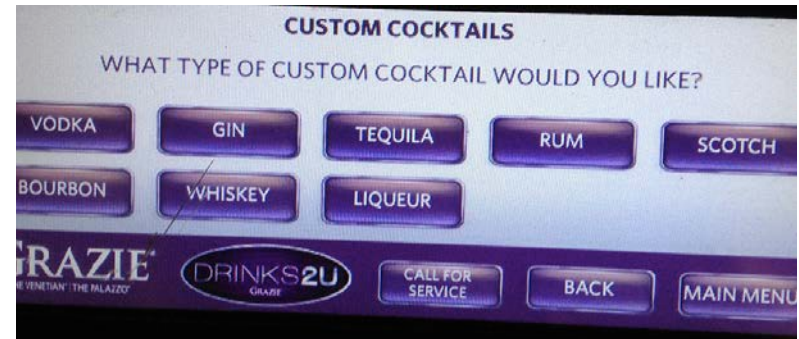 CUSTOM COCKTAILS
WHAT TYPE OF CUSTOM COCKTAIL WOULD YOU LIKE?
VODKA GIN TEQUILA RUM SCOTCH
BOURBON WHISKEY LIQUEUR
GRAZIE DRINKS2U CALL FOR SERVICE BACK MAIN MENU
THE VENETIAN | THE PALAZZO GRAZIE